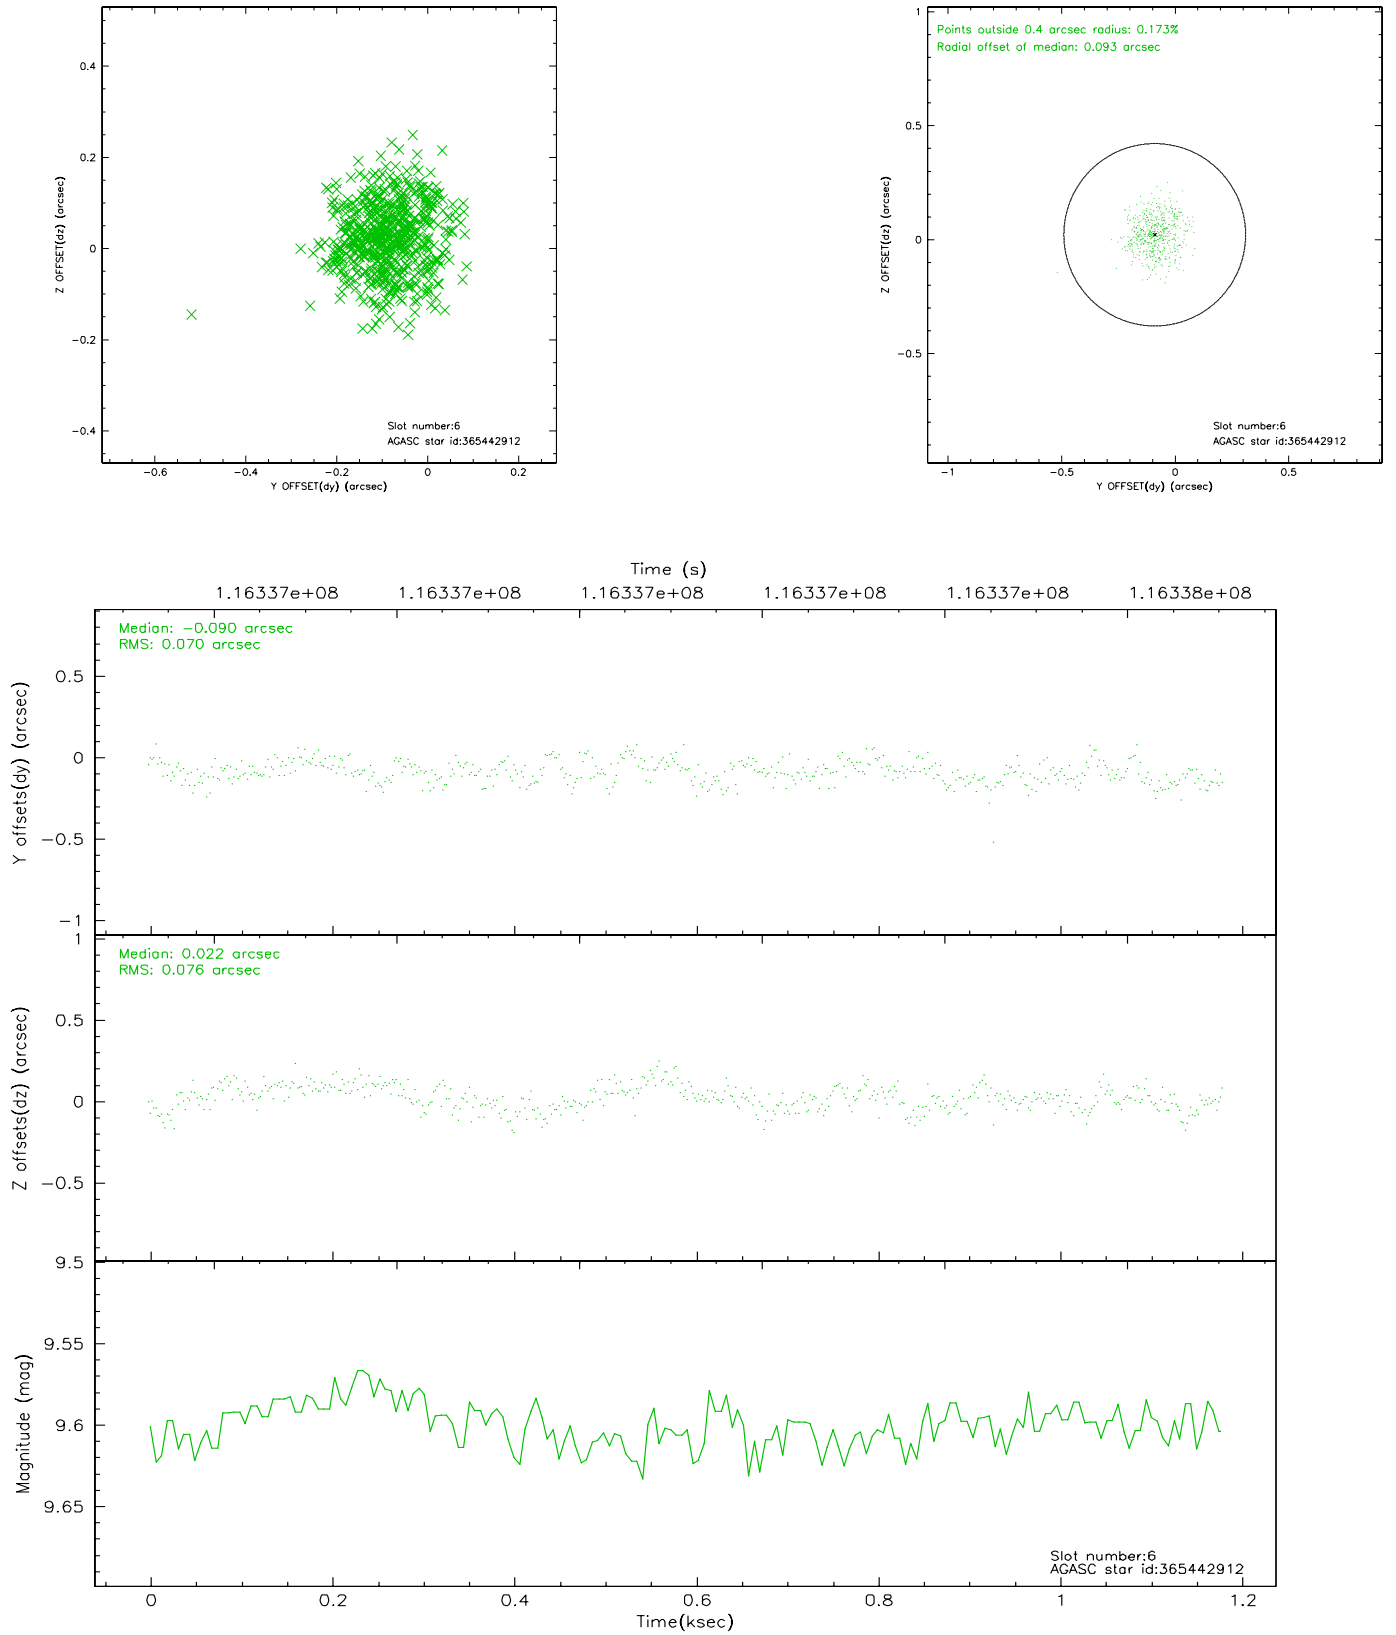 0.4
0.2
0
−0.2
−0.4
Z OFFSET(dz) (arcsec)
−0.6
−0.4
−0.2
0
0.2
Y OFFSET(dy) (arcsec)
Slot number:6
AGASC star id:365442912
Points outside 0.4 arcsec radius: 0.173%
Radial offset of median: 0.093 arcsec
1
0.5
0
−0.5
Z OFFSET(dz) (arcsec)
−1
−0.5
0
0.5
Y OFFSET(dy) (arcsec)
Slot number:6
AGASC star id:365442912
Time (s)
1.16337e+08
1.16337e+08
1.16337e+08
1.16337e+08
1.16337e+08
1.16338e+08
Median: −0.090 arcsec
RMS: 0.070 arcsec
0.5
0
−0.5
−1
Y offsets(dy) (arcsec)
Median: 0.022 arcsec
RMS: 0.076 arcsec
1
0.5
0
−0.5
Z offsets(dz) (arcsec)
9.5
9.55
9.6
9.65
Magnitude (mag)
Slot number:6
AGASC star id:365442912
0
0.2
0.4
0.6
0.8
1.0
1.2
Time(ksec)